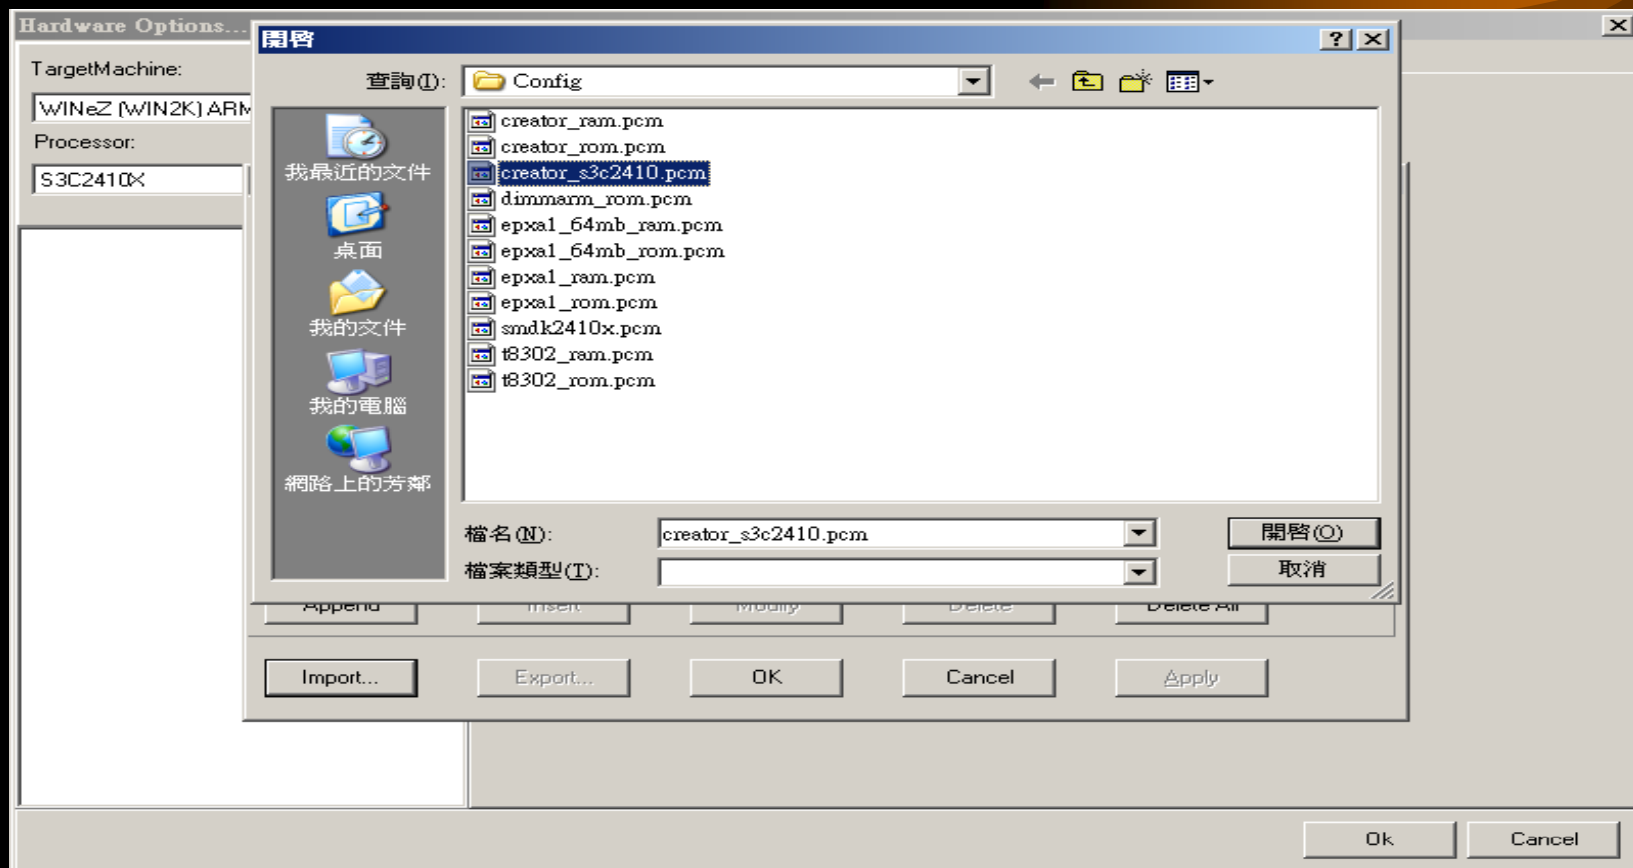 Hardware Options...
開啓
TargetMachine:
WINeZ (WIN2K) ARM
Processor:
S3C2410X
查詢(I):
Config
我最近的文件
桌面
我的文件
我的電腦
網路上的芳鄰
creator_ram.pcm
creator_rom.pcm
creator_s3c2410.pcm
dimmarm_rom.pcm
epxa1_64mb_ram.pcm
epxa1_64mb_rom.pcm
epxa1_ram.pcm
epxa1_rom.pcm
smdk2410x.pcm
t8302_ram.pcm
t8302_rom.pcm
檔名(N):
creator_s3c2410.pcm
開啓(O)
檔案類型(T):
取消
Append
Insert
Modify
Delete
Delete All
Import...
Export...
OK
Cancel
Apply
Ok
Cancel